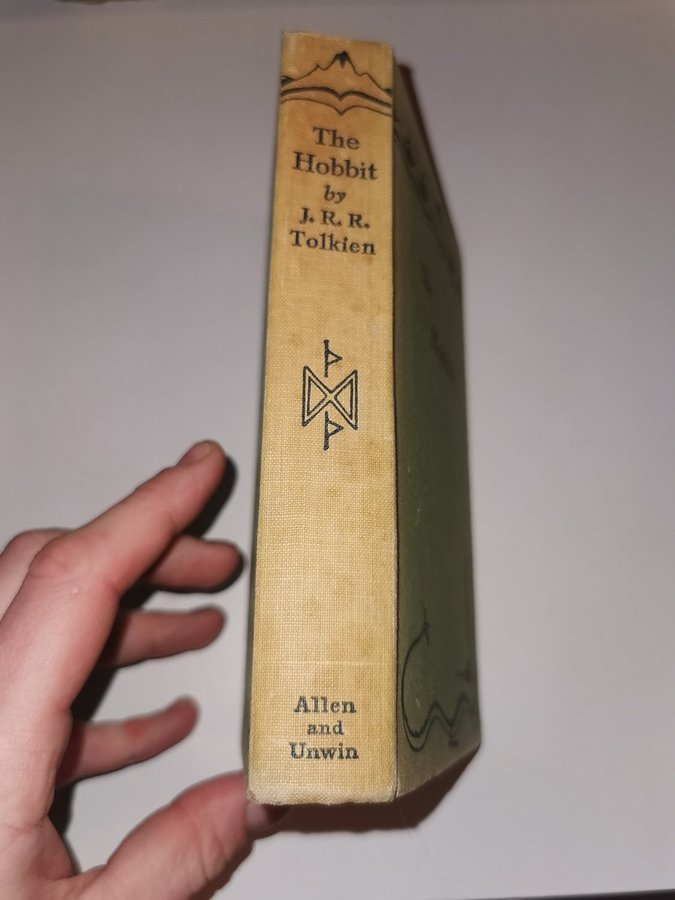 The
Hobbit
by
J. R. R.
Tolkien
ᚦ
ᛞ
ᚦ
Allen
and
Unwin